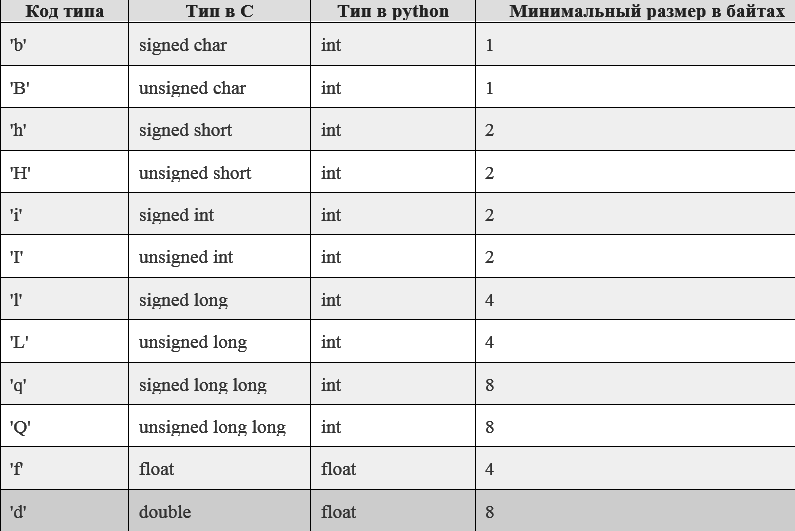 Код типа Тип в C Тип в python Минимальный размер в байтах
'b' signed char int 1
'B' unsigned char int 1
'h' signed short int 2
'H' unsigned short int 2
'i' signed int int 2
'I' unsigned int int 2
'l' signed long int 4
'L' unsigned long int 4
'q' signed long long int 8
'Q' unsigned long long int 8
'f' float float 4
'd' double float 8